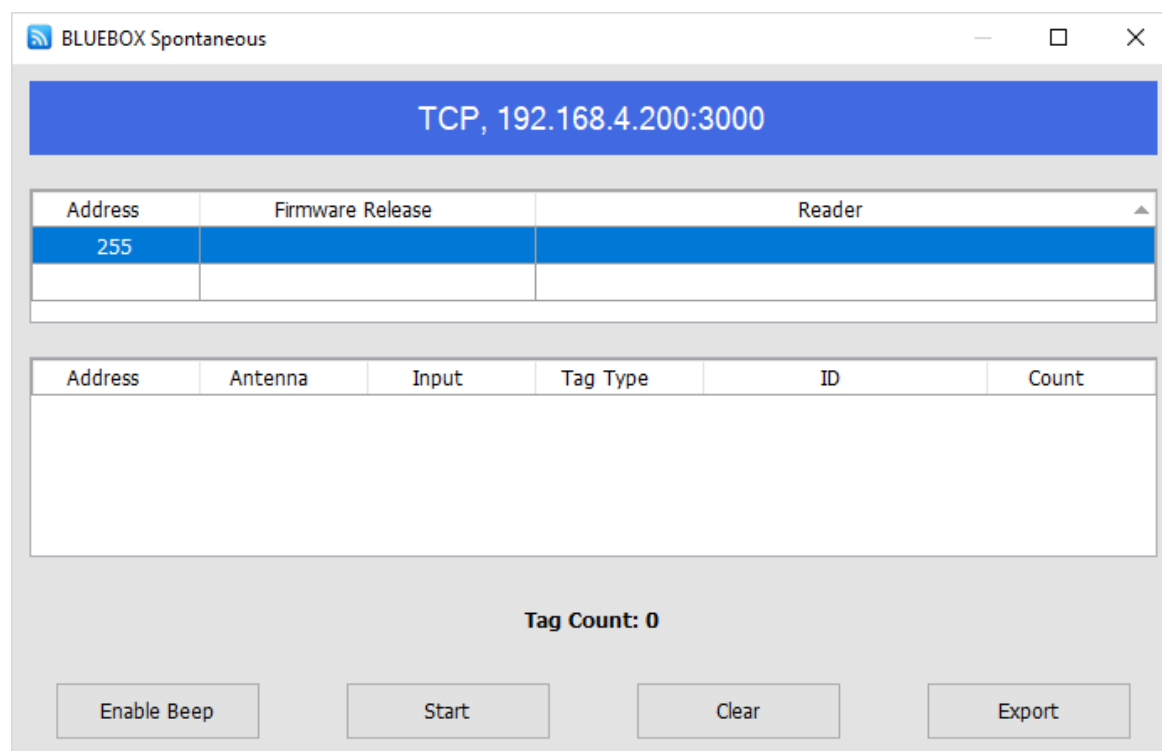 BLUEBOX Spontaneous
TCP, 192.168.4.200:3000
Address Firmware Release Reader
255
Address Antenna Input Tag Type ID Count
Tag Count: 0
Enable Beep Start Clear Export